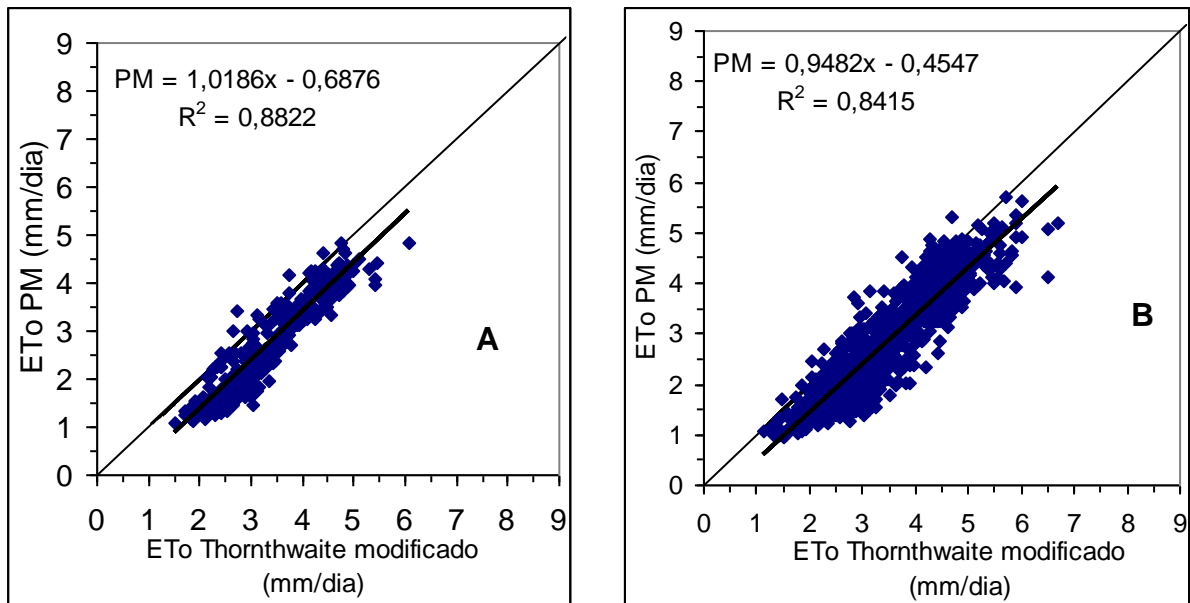 PM = 1,0186x - 0,6876
R² = 0,8822
9
8
7
6
5
4
3
2
1
0
ETo PM (mm/dia)
A
0 1 2 3 4 5 6 7 8 9
ETo Thornthwaite modificado
(mm/dia)
PM = 0,9482x - 0,4547
R² = 0,8415
9
8
7
6
5
4
3
2
1
0
ETo PM (mm/dia)
B
0 1 2 3 4 5 6 7 8 9
ETo Thornthwaite modificado
(mm/dia)